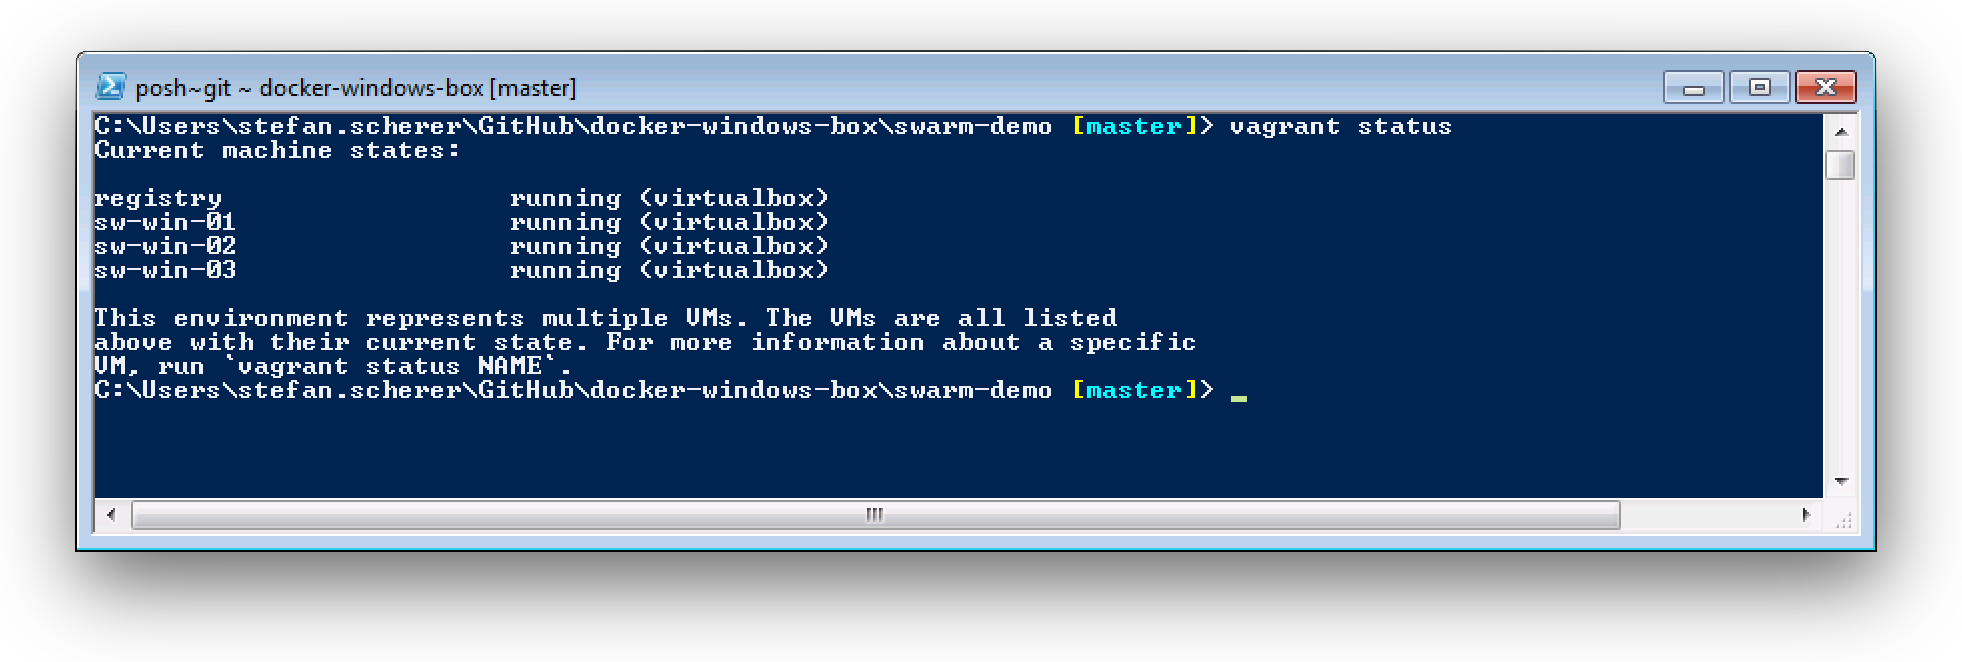 posh~git ~ docker-windows-box [master]
C:\Users\stefan.scherer\GitHub\docker-windows-box\swarm-demo [master]> vagrant status
Current machine states:
registry                  running (virtualbox)
sw-win-01                 running (virtualbox)
sw-win-02                 running (virtualbox)
sw-win-03                 running (virtualbox)
This environment represents multiple VMs. The VMs are all listed
above with their current state. For more information about a specific
VM, run `vagrant status NAME`.
C:\Users\stefan.scherer\GitHub\docker-windows-box\swarm-demo [master]> _